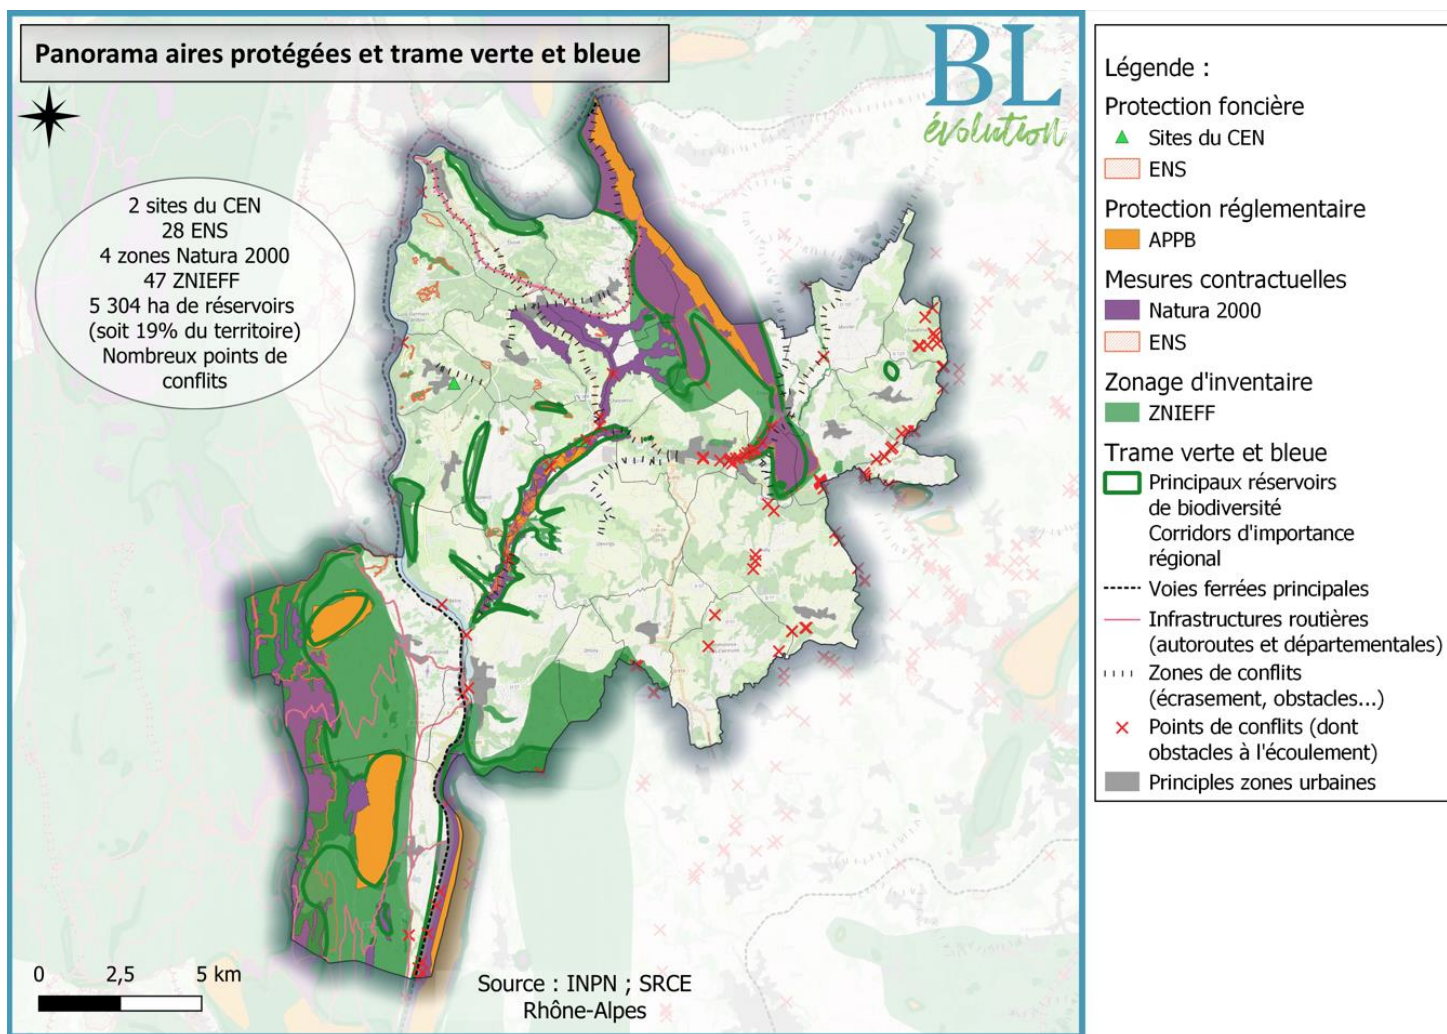 Panorama aires protégées et trame verte et bleue
BL
évolution
2 sites du CEN
28 ENS
4 zones Natura 2000
47 ZNIEFF
5 304 ha de réservoirs
(soit 19% du territoire)
Nombreux points de
conflits
0 2,5 5 km
Source : INPN ; SRCE
Rhône-Alpes
Légende :
Protection foncière
Sites du CEN
ENS
Protection réglementaire
APPB
Mesures contractuelles
Natura 2000
ENS
Zonage d'inventaire
ZNIEFF
Trame verte et bleue
Principaux réservoirs
de biodiversité
Corridors d'importance
régional
Voies ferrées principales
Infrastructures routières
(autoroutes et départementales)
Zones de conflits
(écrasement, obstacles...)
Points de conflits (dont
obstacles à l'écoulement)
Principles zones urbaines